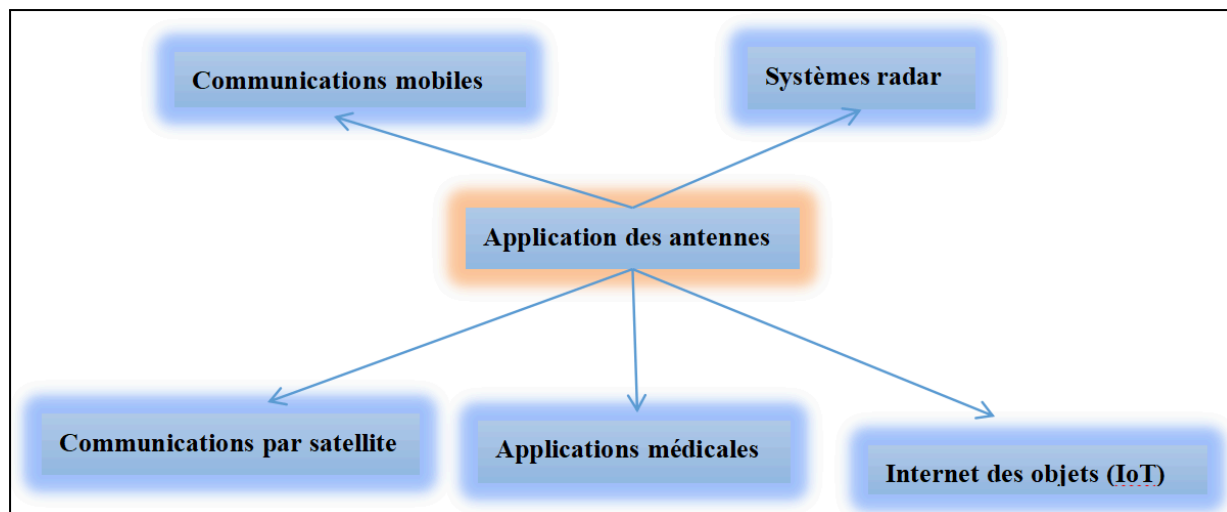 Communications mobiles
Systèmes radar
Application des antennes
Communications par satellite
Applications médicales
Internet des objets (IoT)